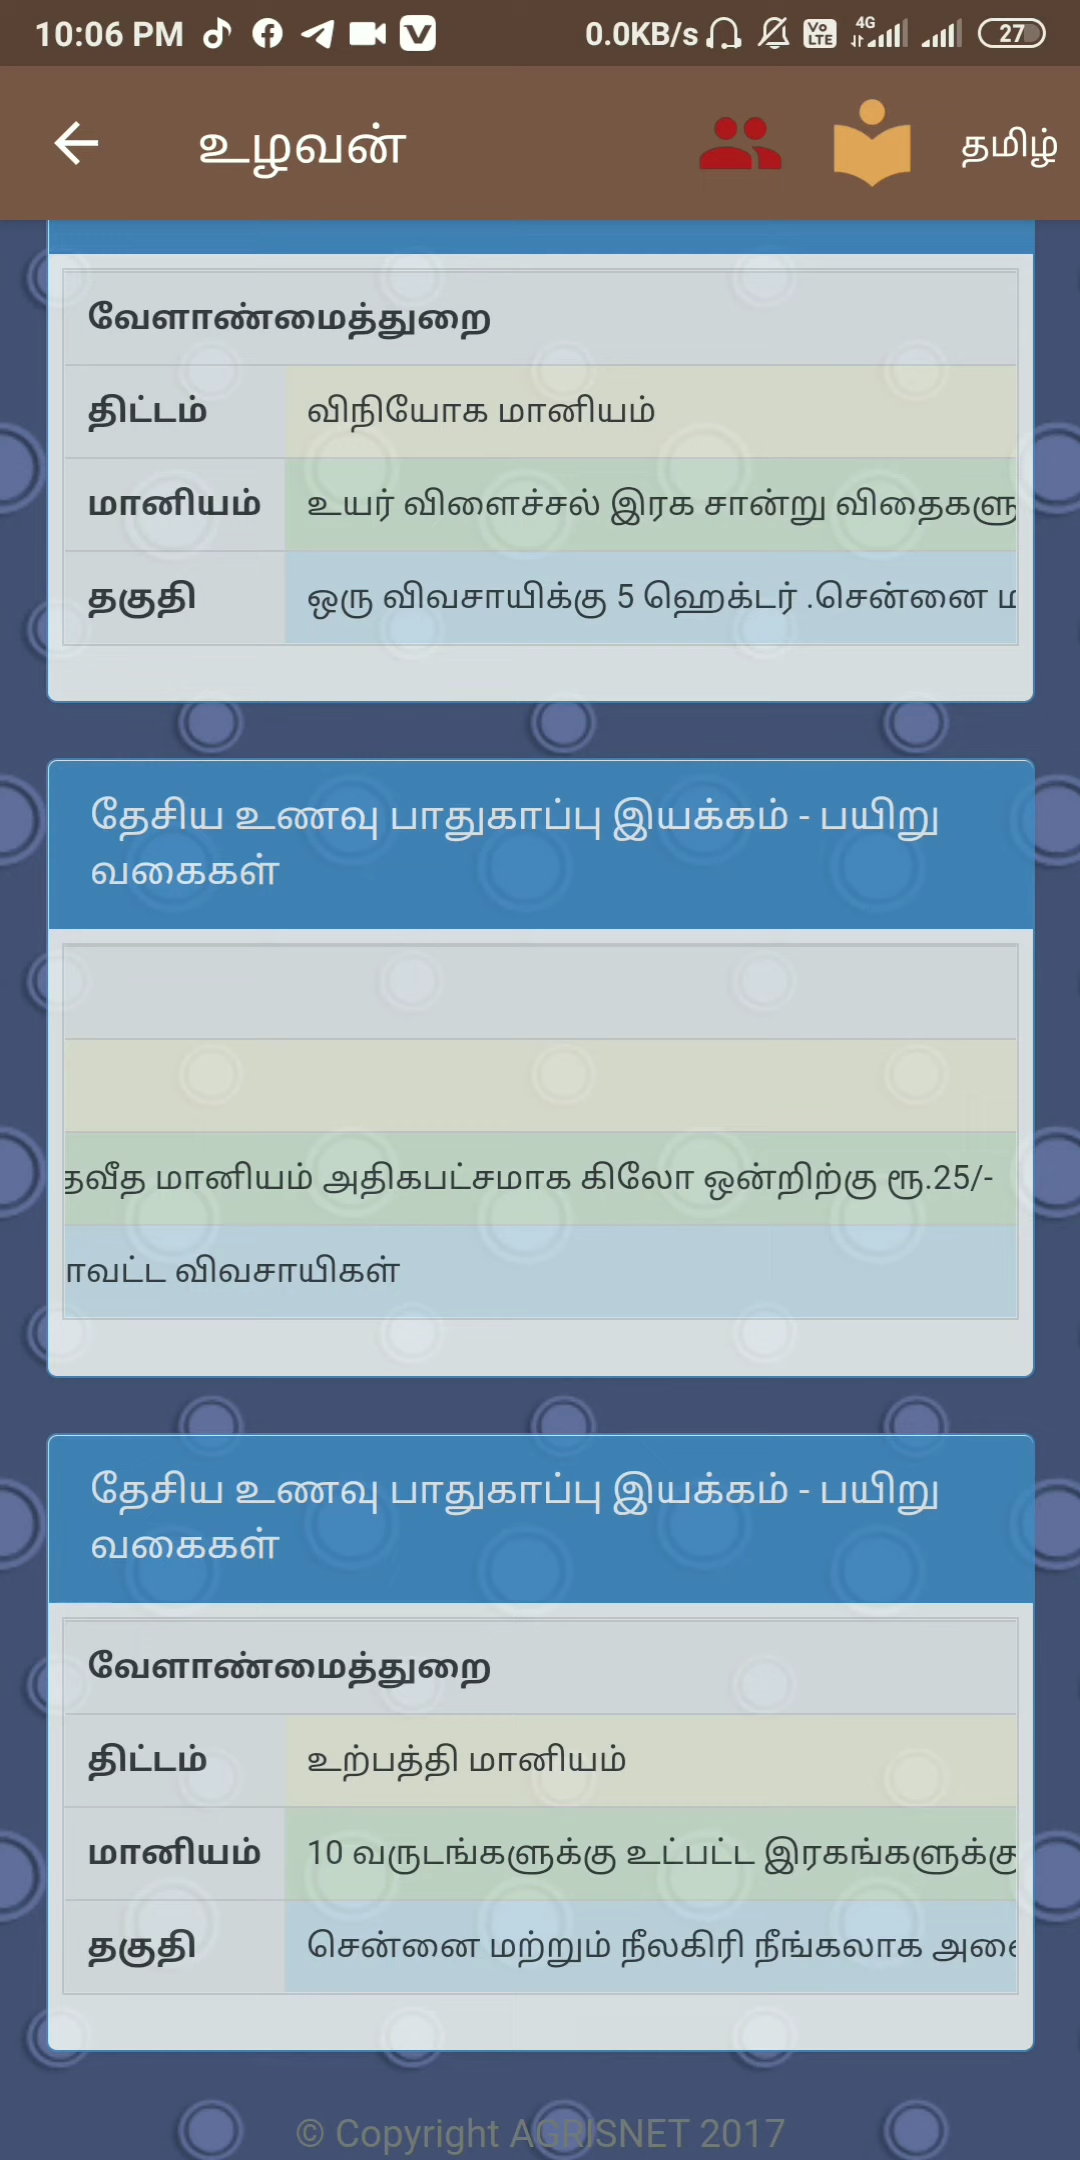 10:06 PM 0.0KB/s Vo LTE 4G 27
உழவன் தமிழ்
வேளாண்மைத்துறை
திட்டம் விநியோக மானியம்
மானியம் உயர் விளைச்சல் இரக சான்று விதைகளு
தகுதி ஒரு விவசாயிக்கு 5 ஹெக்டர் .சென்னை ம
தேசிய உணவு பாதுகாப்பு இயக்கம் - பயிறு
வகைகள்
தவீத மானியம் அதிகபட்சமாக கிலோ ஒன்றிற்கு ரூ.25/-
ாவட்ட விவசாயிகள்
தேசிய உணவு பாதுகாப்பு இயக்கம் - பயிறு
வகைகள்
வேளாண்மைத்துறை
திட்டம் உற்பத்தி மானியம்
மானியம் 10 வருடங்களுக்கு உட்பட்ட இரகங்களுக்கு
தகுதி சென்னை மற்றும் நீலகிரி நீங்கலாக அனை
© Copyright AGRISNET 2017